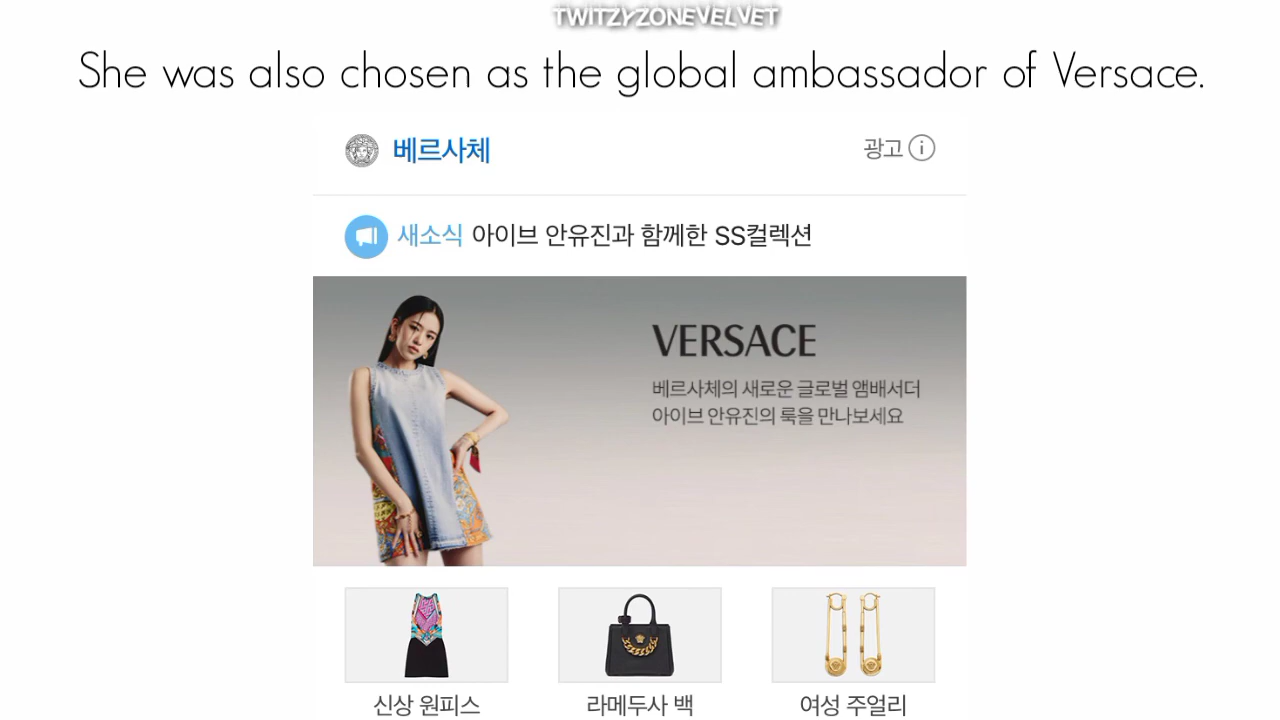 TWITZYZONEVELVET
She was also chosen as the global ambassador of Versace.
베르사체
광고
새소식 아이브 안유진과 함께한 SS컬렉션
VERSACE
베르사체의 새로운 글로벌 앰배서더
아이브 안유진의 룩을 만나보세요
신상 원피스
라메두사 백
여성 주얼리